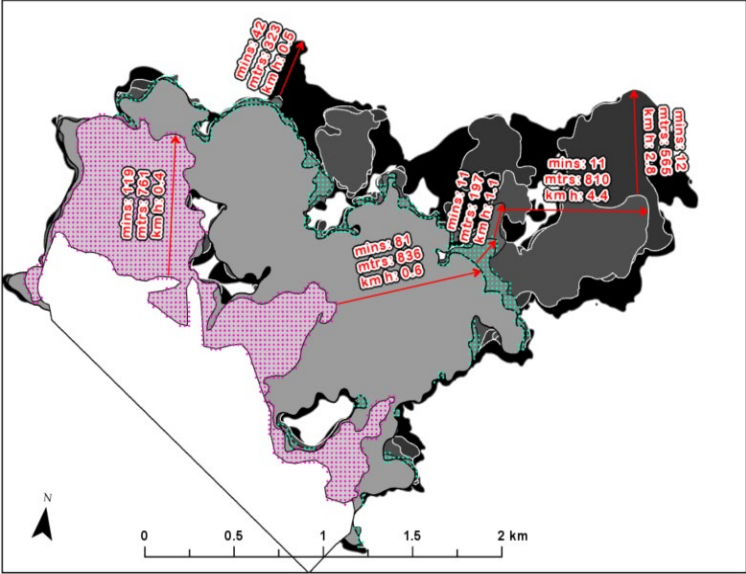 mins: 42
mtrs: 323
km h: 0.5
mins: 119
mtrs: 761
km h: 0.4
mins: 81
mtrs: 836
km h: 0.6
mins: 11
mtrs: 197
km h: 1.1
mins: 11
mtrs: 810
km h: 4.4
mins: 12
mtrs: 565
km h: 2.8
N
0 0.5 1 1.5 2 km